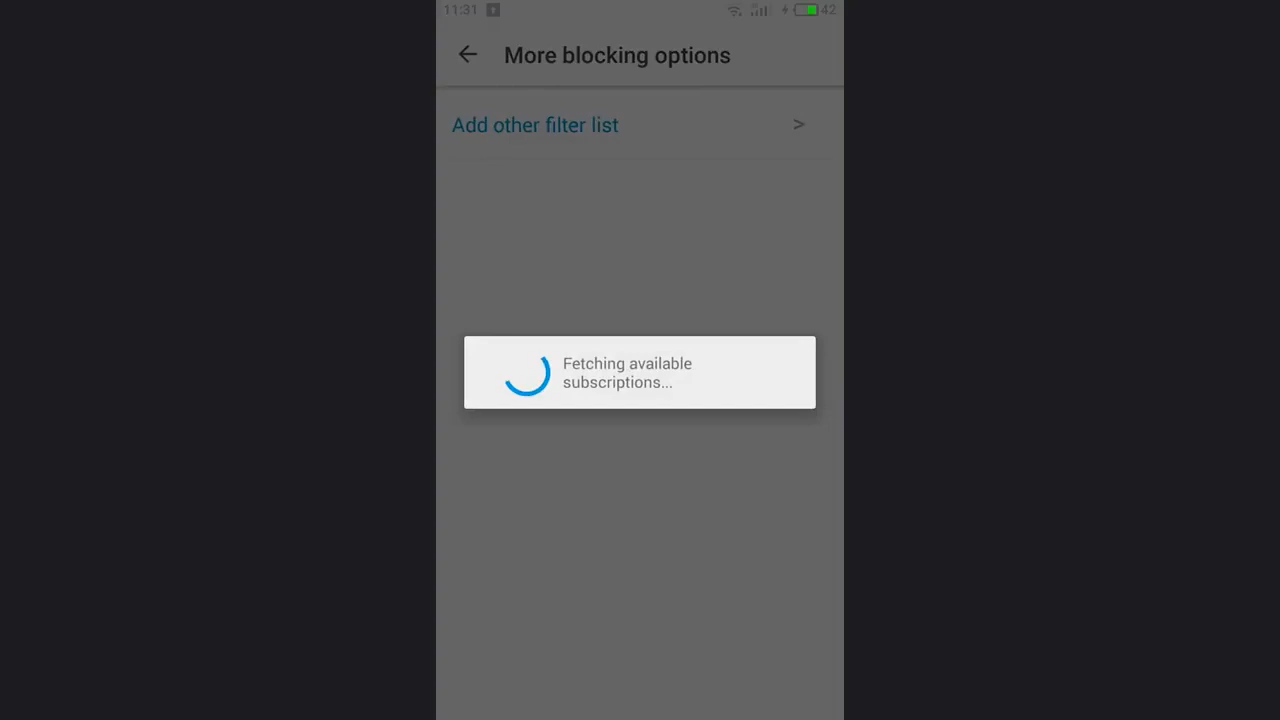 11:31 42
More blocking options
Add other filter list >
Fetching available
subscriptions...